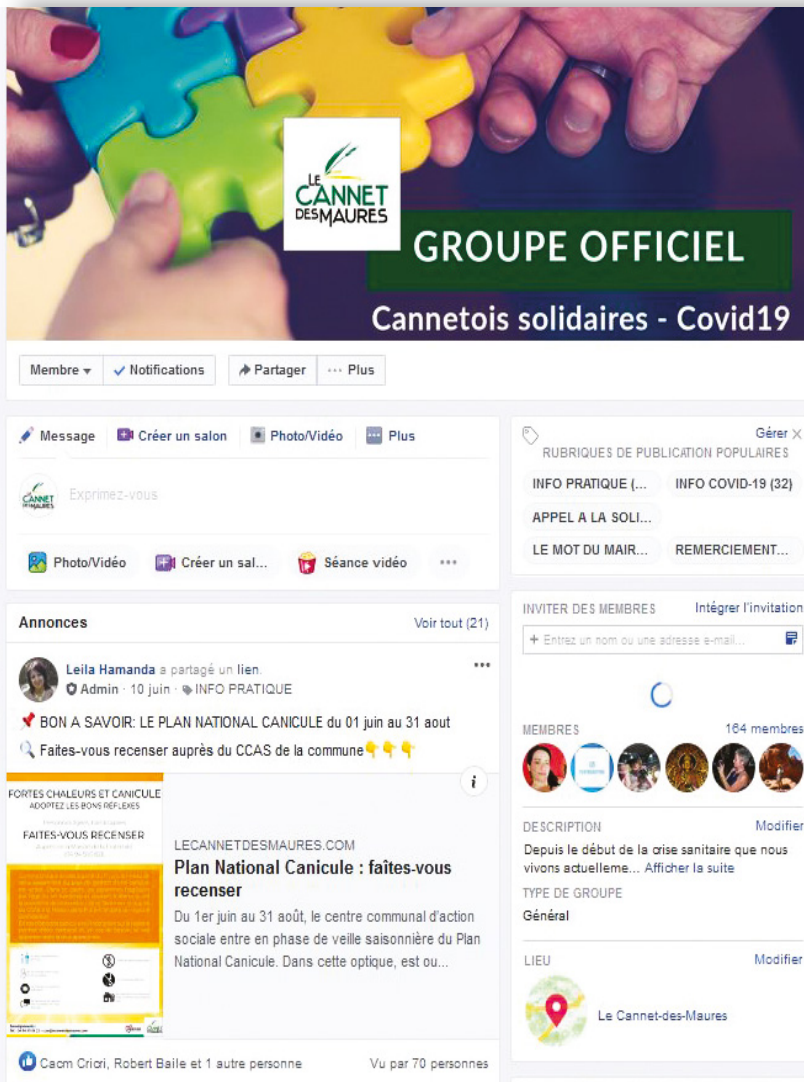 LE
CANNET
DES MAURES
GROUPE OFFICIEL
Cannetois solidaires - Covid19
Membre
Notifications
Partager
Plus
Message
Créer un salon
Photo/Vidéo
Plus
Exprimez-vous
Photo/Vidéo
Créer un sal...
Séance vidéo
Annonces
Voir tout (21)
Leila Hamanda a partagé un lien.
Admin · 10 juin · INFO PRATIQUE
BON A SAVOIR: LE PLAN NATIONAL CANICULE du 01 juin au 31 aout
Faites-vous recenser auprès du CCAS de la commune
FORTES CHALEURS ET CANICULE
ADOPTEZ LES BONS RÉFLEXES
FAITES-VOUS RECENSER
LECANNETDESMAURES.COM
Plan National Canicule : faîtes-vous
recenser
Du 1er juin au 31 août, le centre communal d'action
sociale entre en phase de veille saisonnière du Plan
National Canicule. Dans cette optique, est ou...
Caom Criori, Robert Baile et 1 autre personne
Vu par 70 personnes
Gérer
RUBRIQUES DE PUBLICATION POPULAIRES
INFO PRATIQUE (...
INFO COVID-19 (32)
APPEL A LA SOLI...
LE MOT DU MAIR...
REMERCIEMENT...
INVITER DES MEMBRES
Intégrer l'invitation
+ Entrez un nom ou une adresse e-mail...
MEMBRES
164 membres
DESCRIPTION
Modifier
Depuis le début de la crise sanitaire que nous
vivons actuelleme... Afficher la suite
TYPE DE GROUPE
Général
LIEU
Modifier
Le Cannet-des-Maures